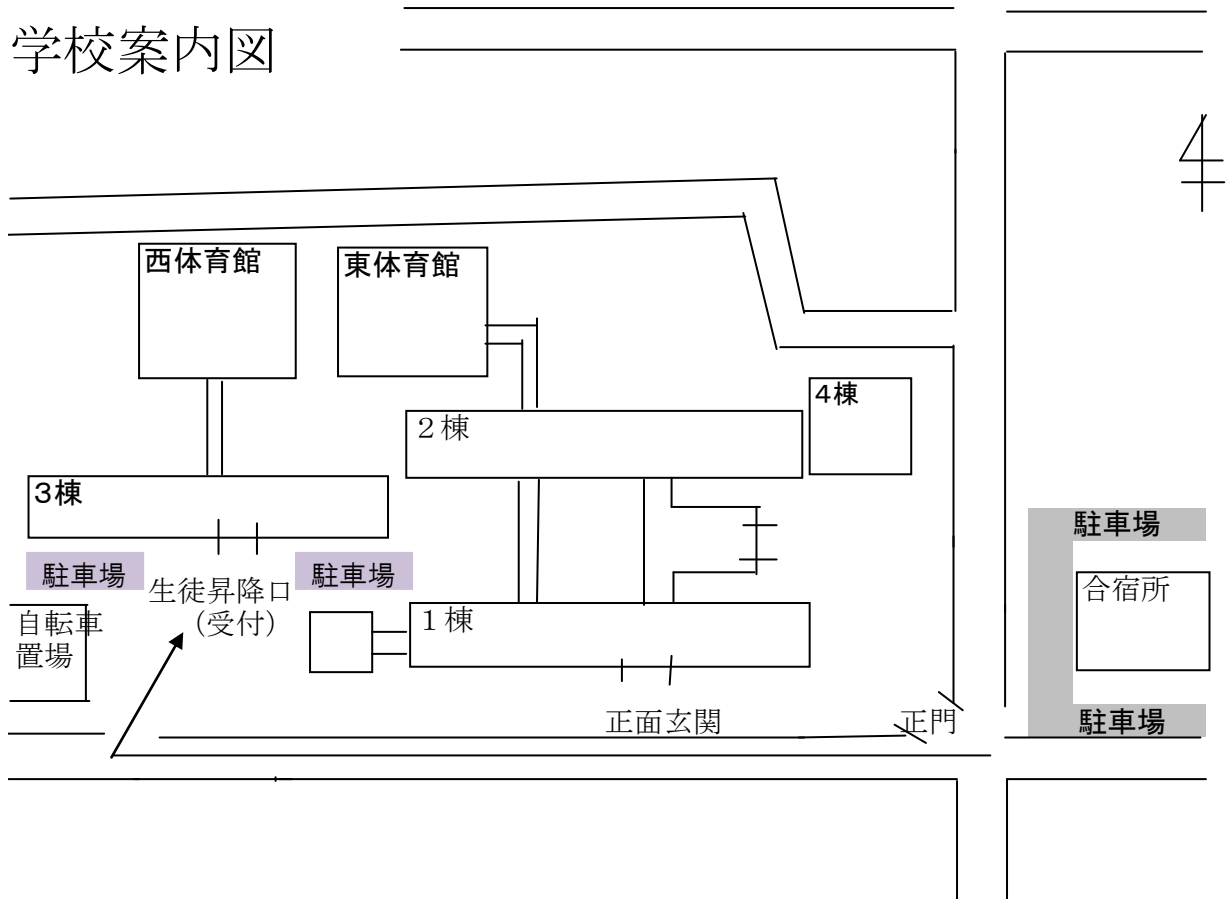 学校案内図
西体育館
東体育館
4棟
２棟
3棟
駐車場
駐車場
駐車場
生徒昇降口
(受付)
合宿所
自転車
置場
１棟
正面玄関
正門
駐車場